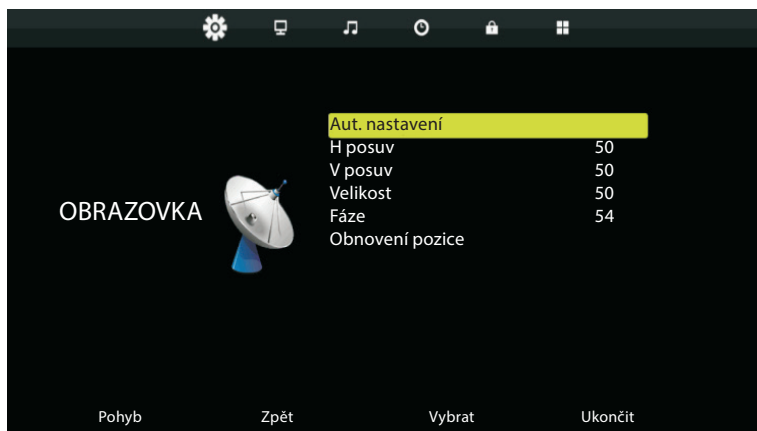 Aut. nastavení
H posuv 50
V posuv 50
Velikost 50
OBRAZOVKA
Fáze 54
Obnovení pozice
Pohyb Zpět Vybrat Ukončit